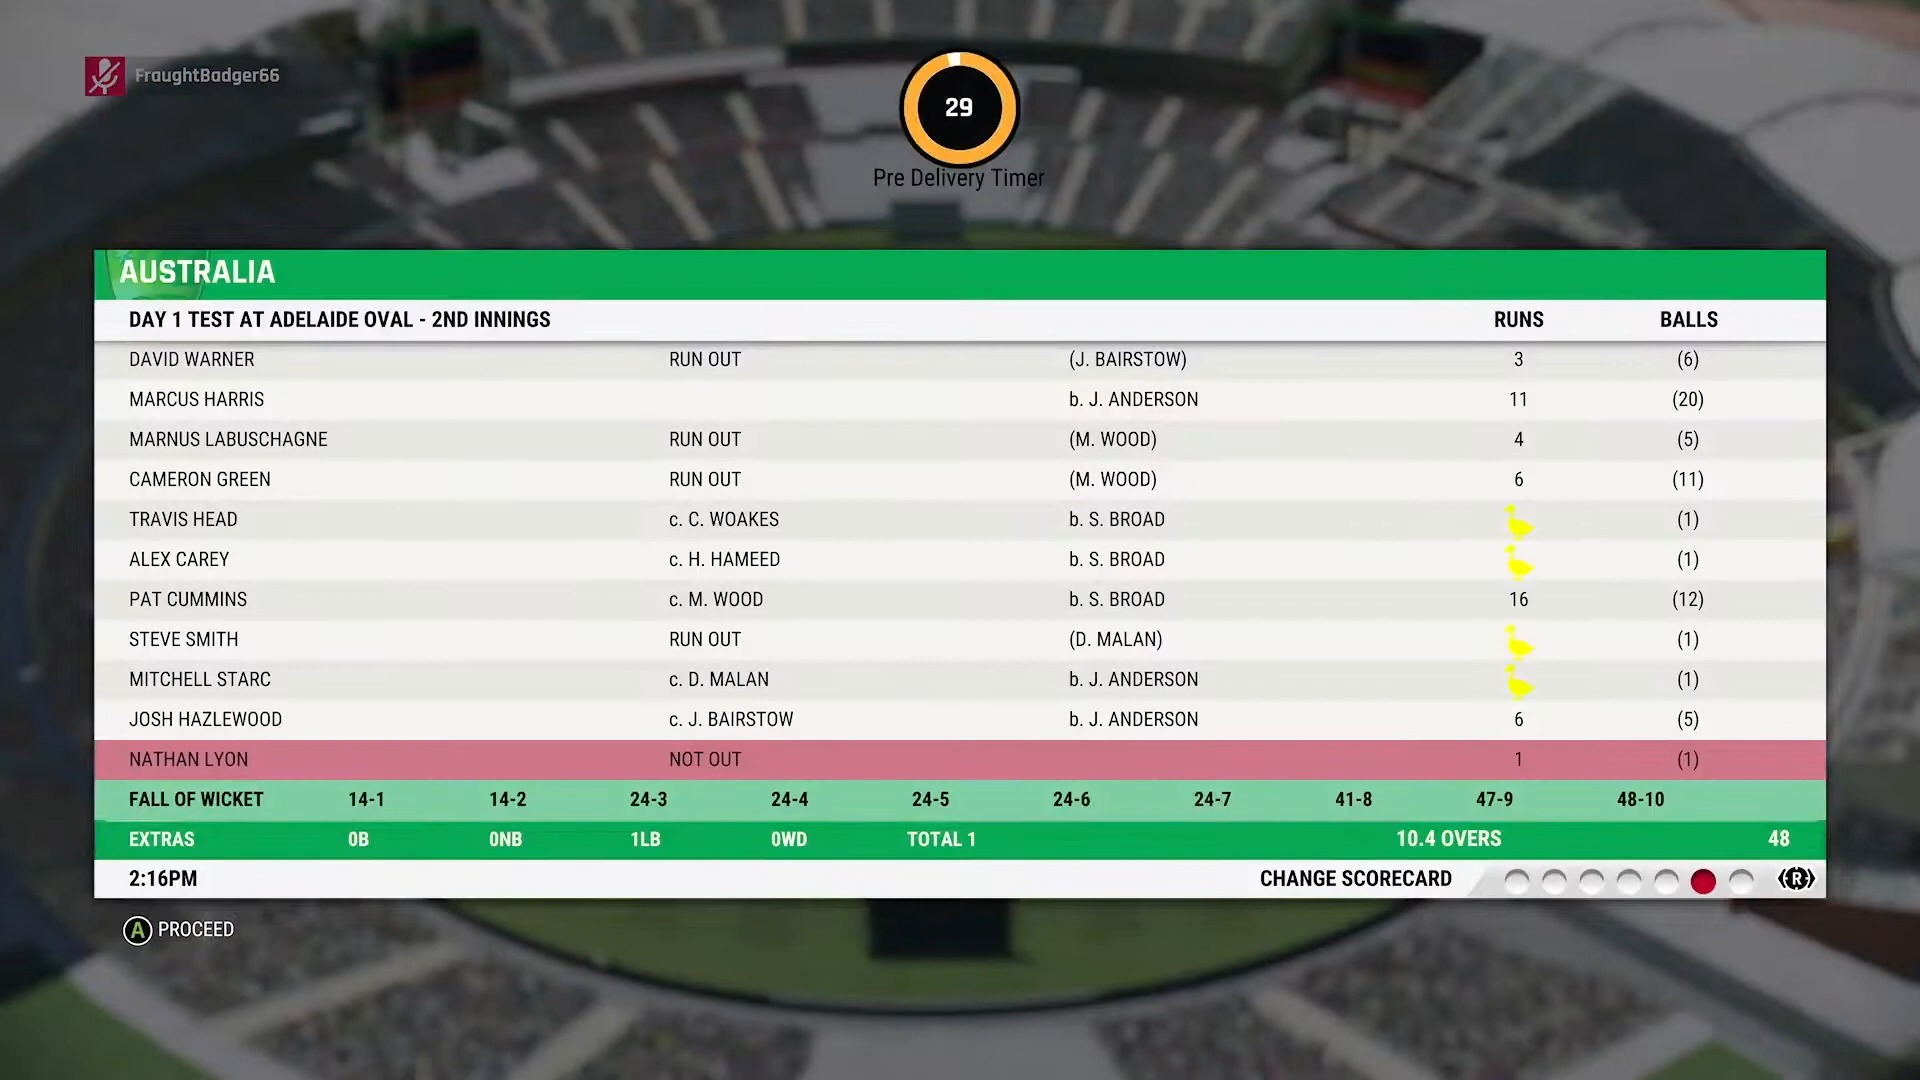 FraughtBadger66
29
Pre Delivery Timer
AUSTRALIA
DAY 1 TEST AT ADELAIDE OVAL - 2ND INNINGS RUNS BALLS
DAVID WARNER RUN OUT (J. BAIRSTOW) 3 (6)
MARCUS HARRIS b. J. ANDERSON 11 (20)
MARNUS LABUSCHAGNE RUN OUT (M. WOOD) 4 (5)
CAMERON GREEN RUN OUT (M. WOOD) 6 (11)
TRAVIS HEAD c. C. WOAKES b. S. BROAD (1)
ALEX CAREY c. H. HAMEED b. S. BROAD (1)
PAT CUMMINS c. M. WOOD b. S. BROAD 16 (12)
STEVE SMITH RUN OUT (D. MALAN) (1)
MITCHELL STARC c. D. MALAN b. J. ANDERSON (1)
JOSH HAZLEWOOD c. J. BAIRSTOW b. J. ANDERSON 6 (5)
NATHAN LYON NOT OUT 1 (1)
FALL OF WICKET 14-1 14-2 24-3 24-4 24-5 24-6 24-7 41-8 47-9 48-10
EXTRAS 0B 0NB 1LB 0WD TOTAL 1 10.4 OVERS 48
2:16PM CHANGE SCORECARD R
A PROCEED